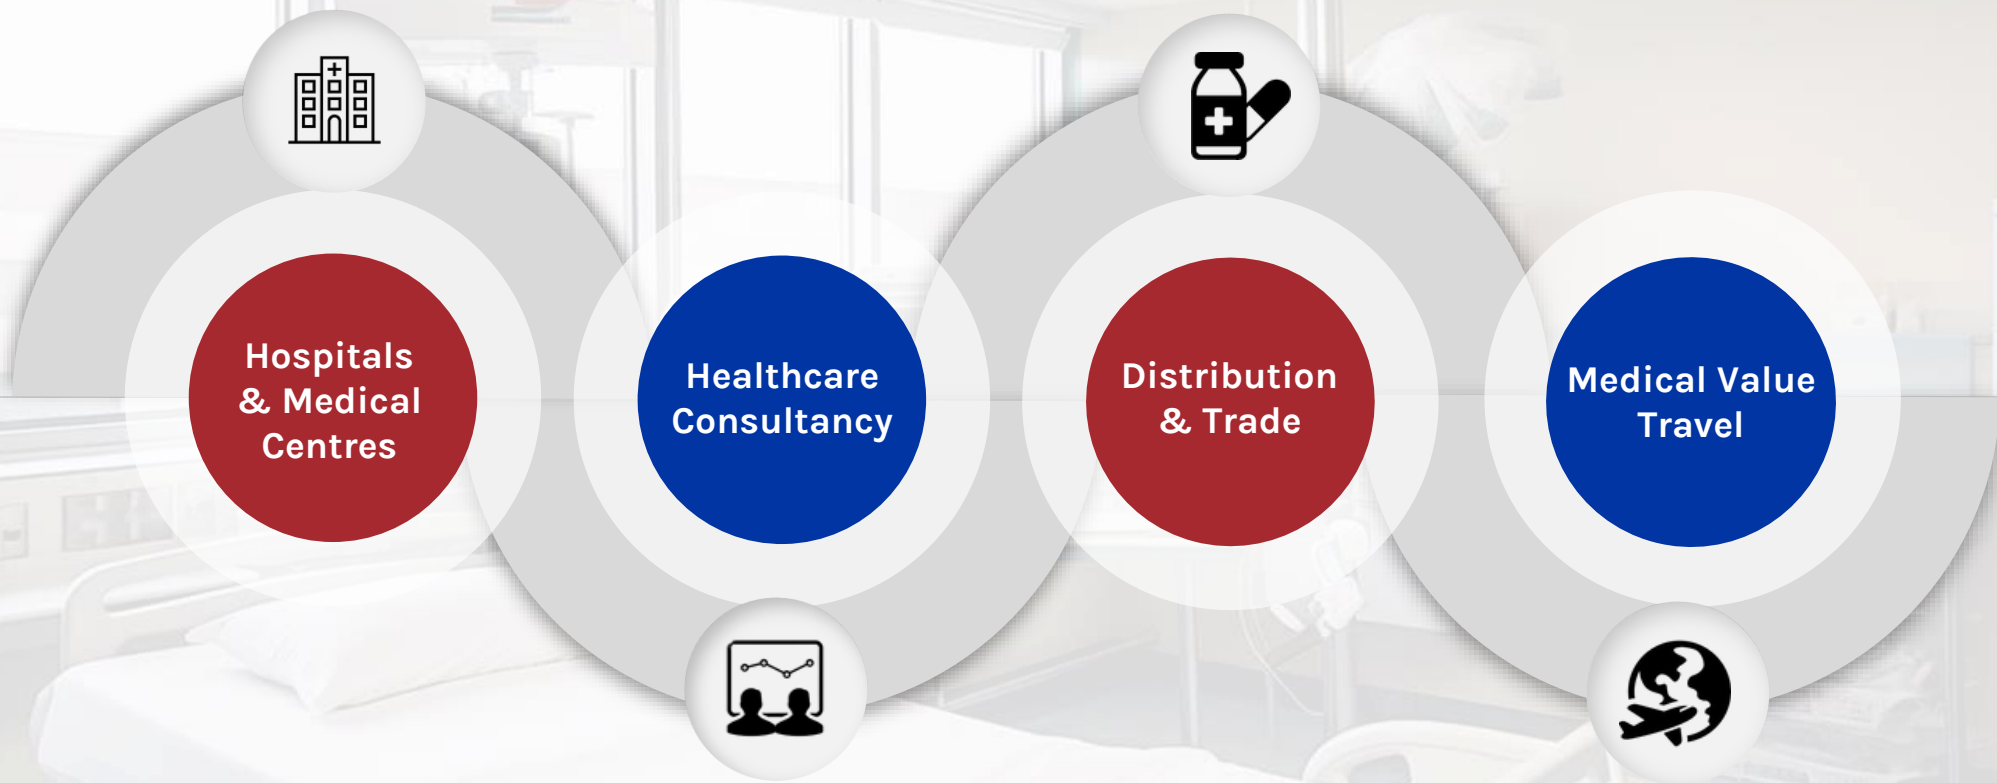 Hospitals
& Medical
Centres
Healthcare
Consultancy
Distribution
& Trade
Medical Value
Travel